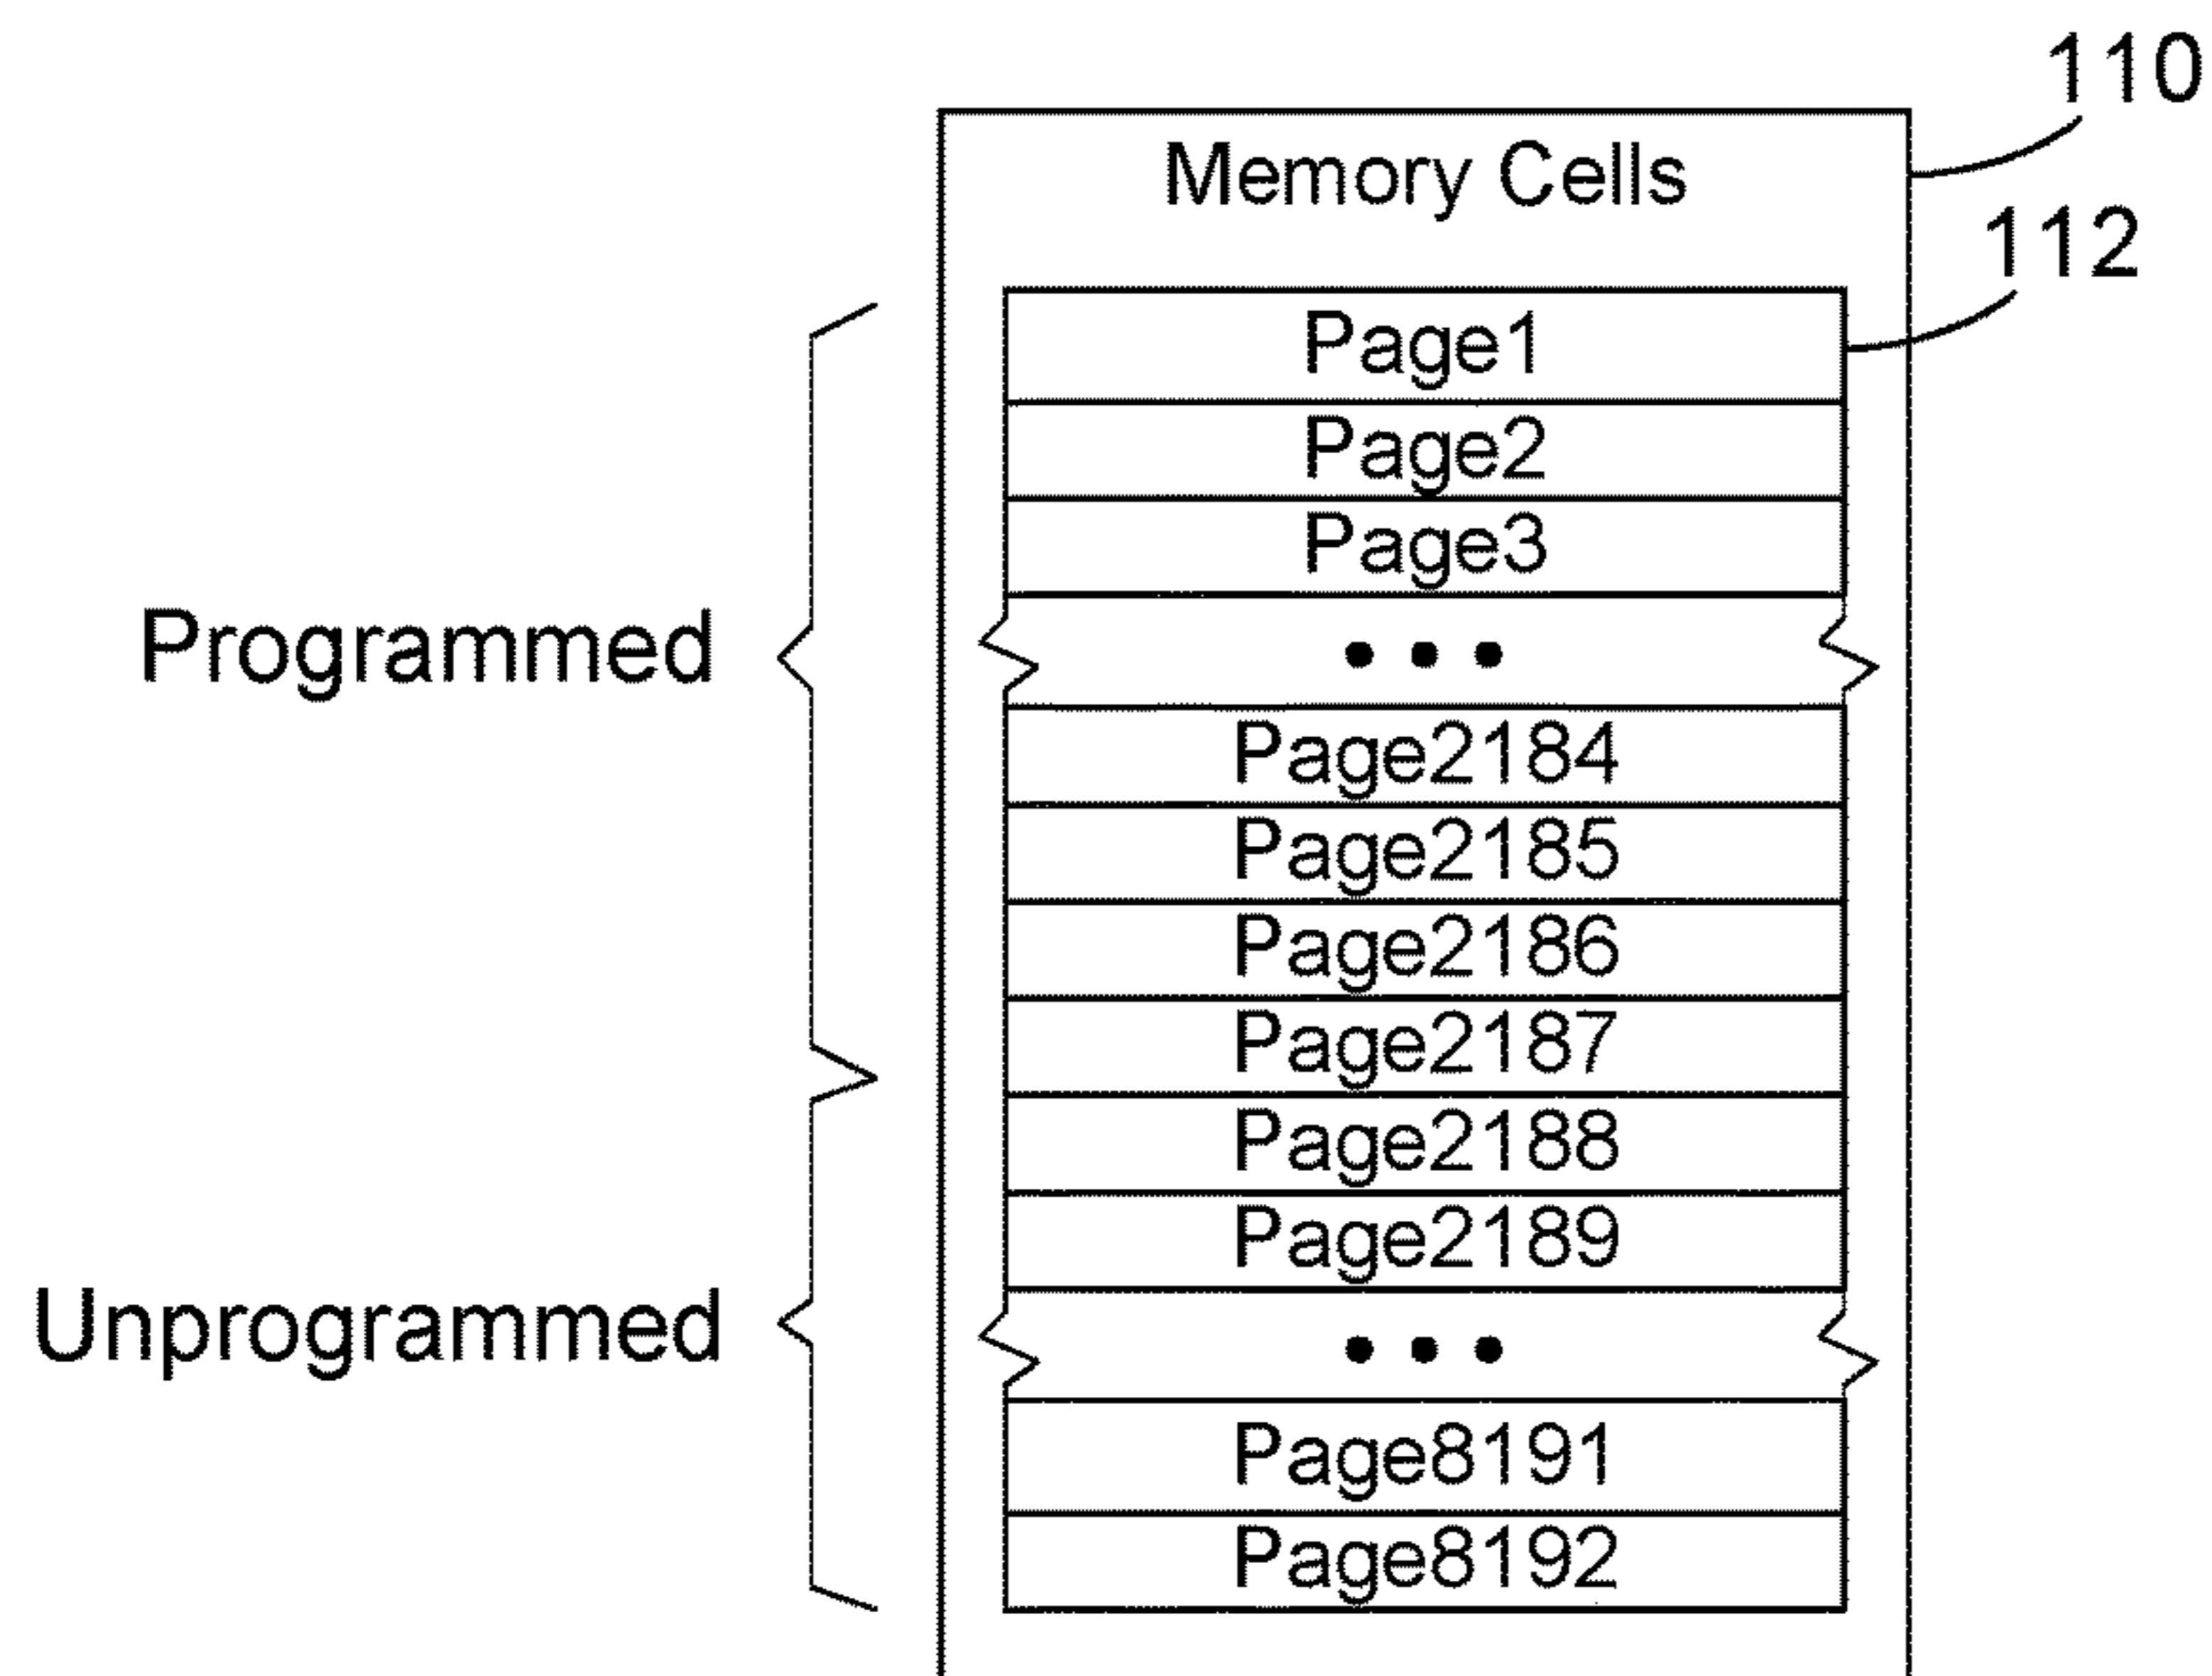 110
Memory Cells
112
Page1
Page2
Page3
Programmed
• • •
Page2184
Page2185
Page2186
Page2187
Page2188
Page2189
Unprogrammed
• • •
Page8191
Page8192